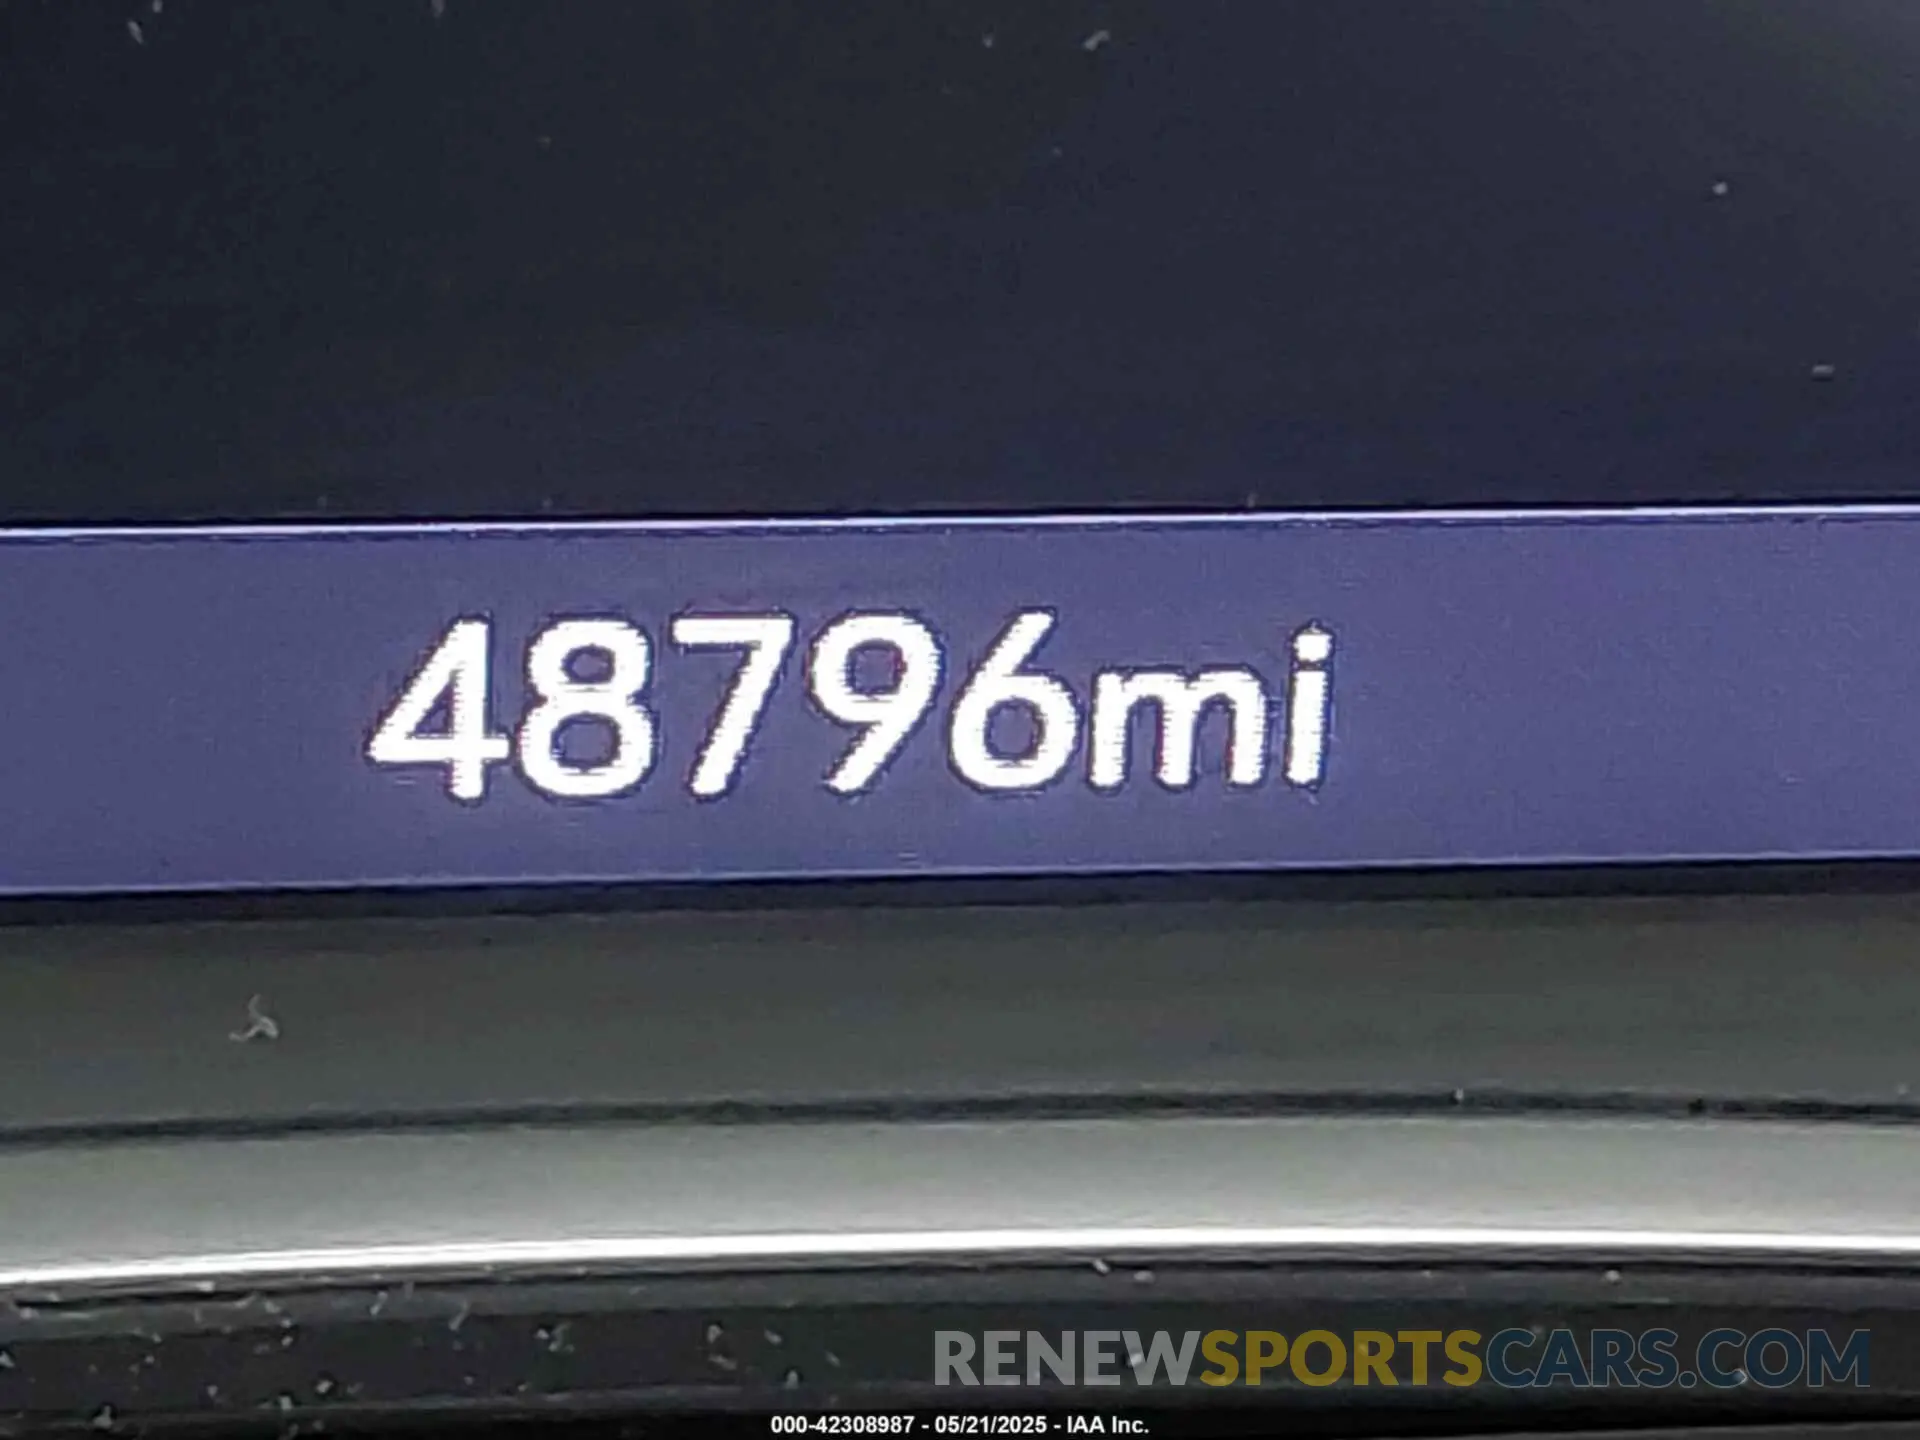 48796mi
RENEWSPORTSCARS.COM
000-42308987 - 05/21/2025 - IAA Inc.